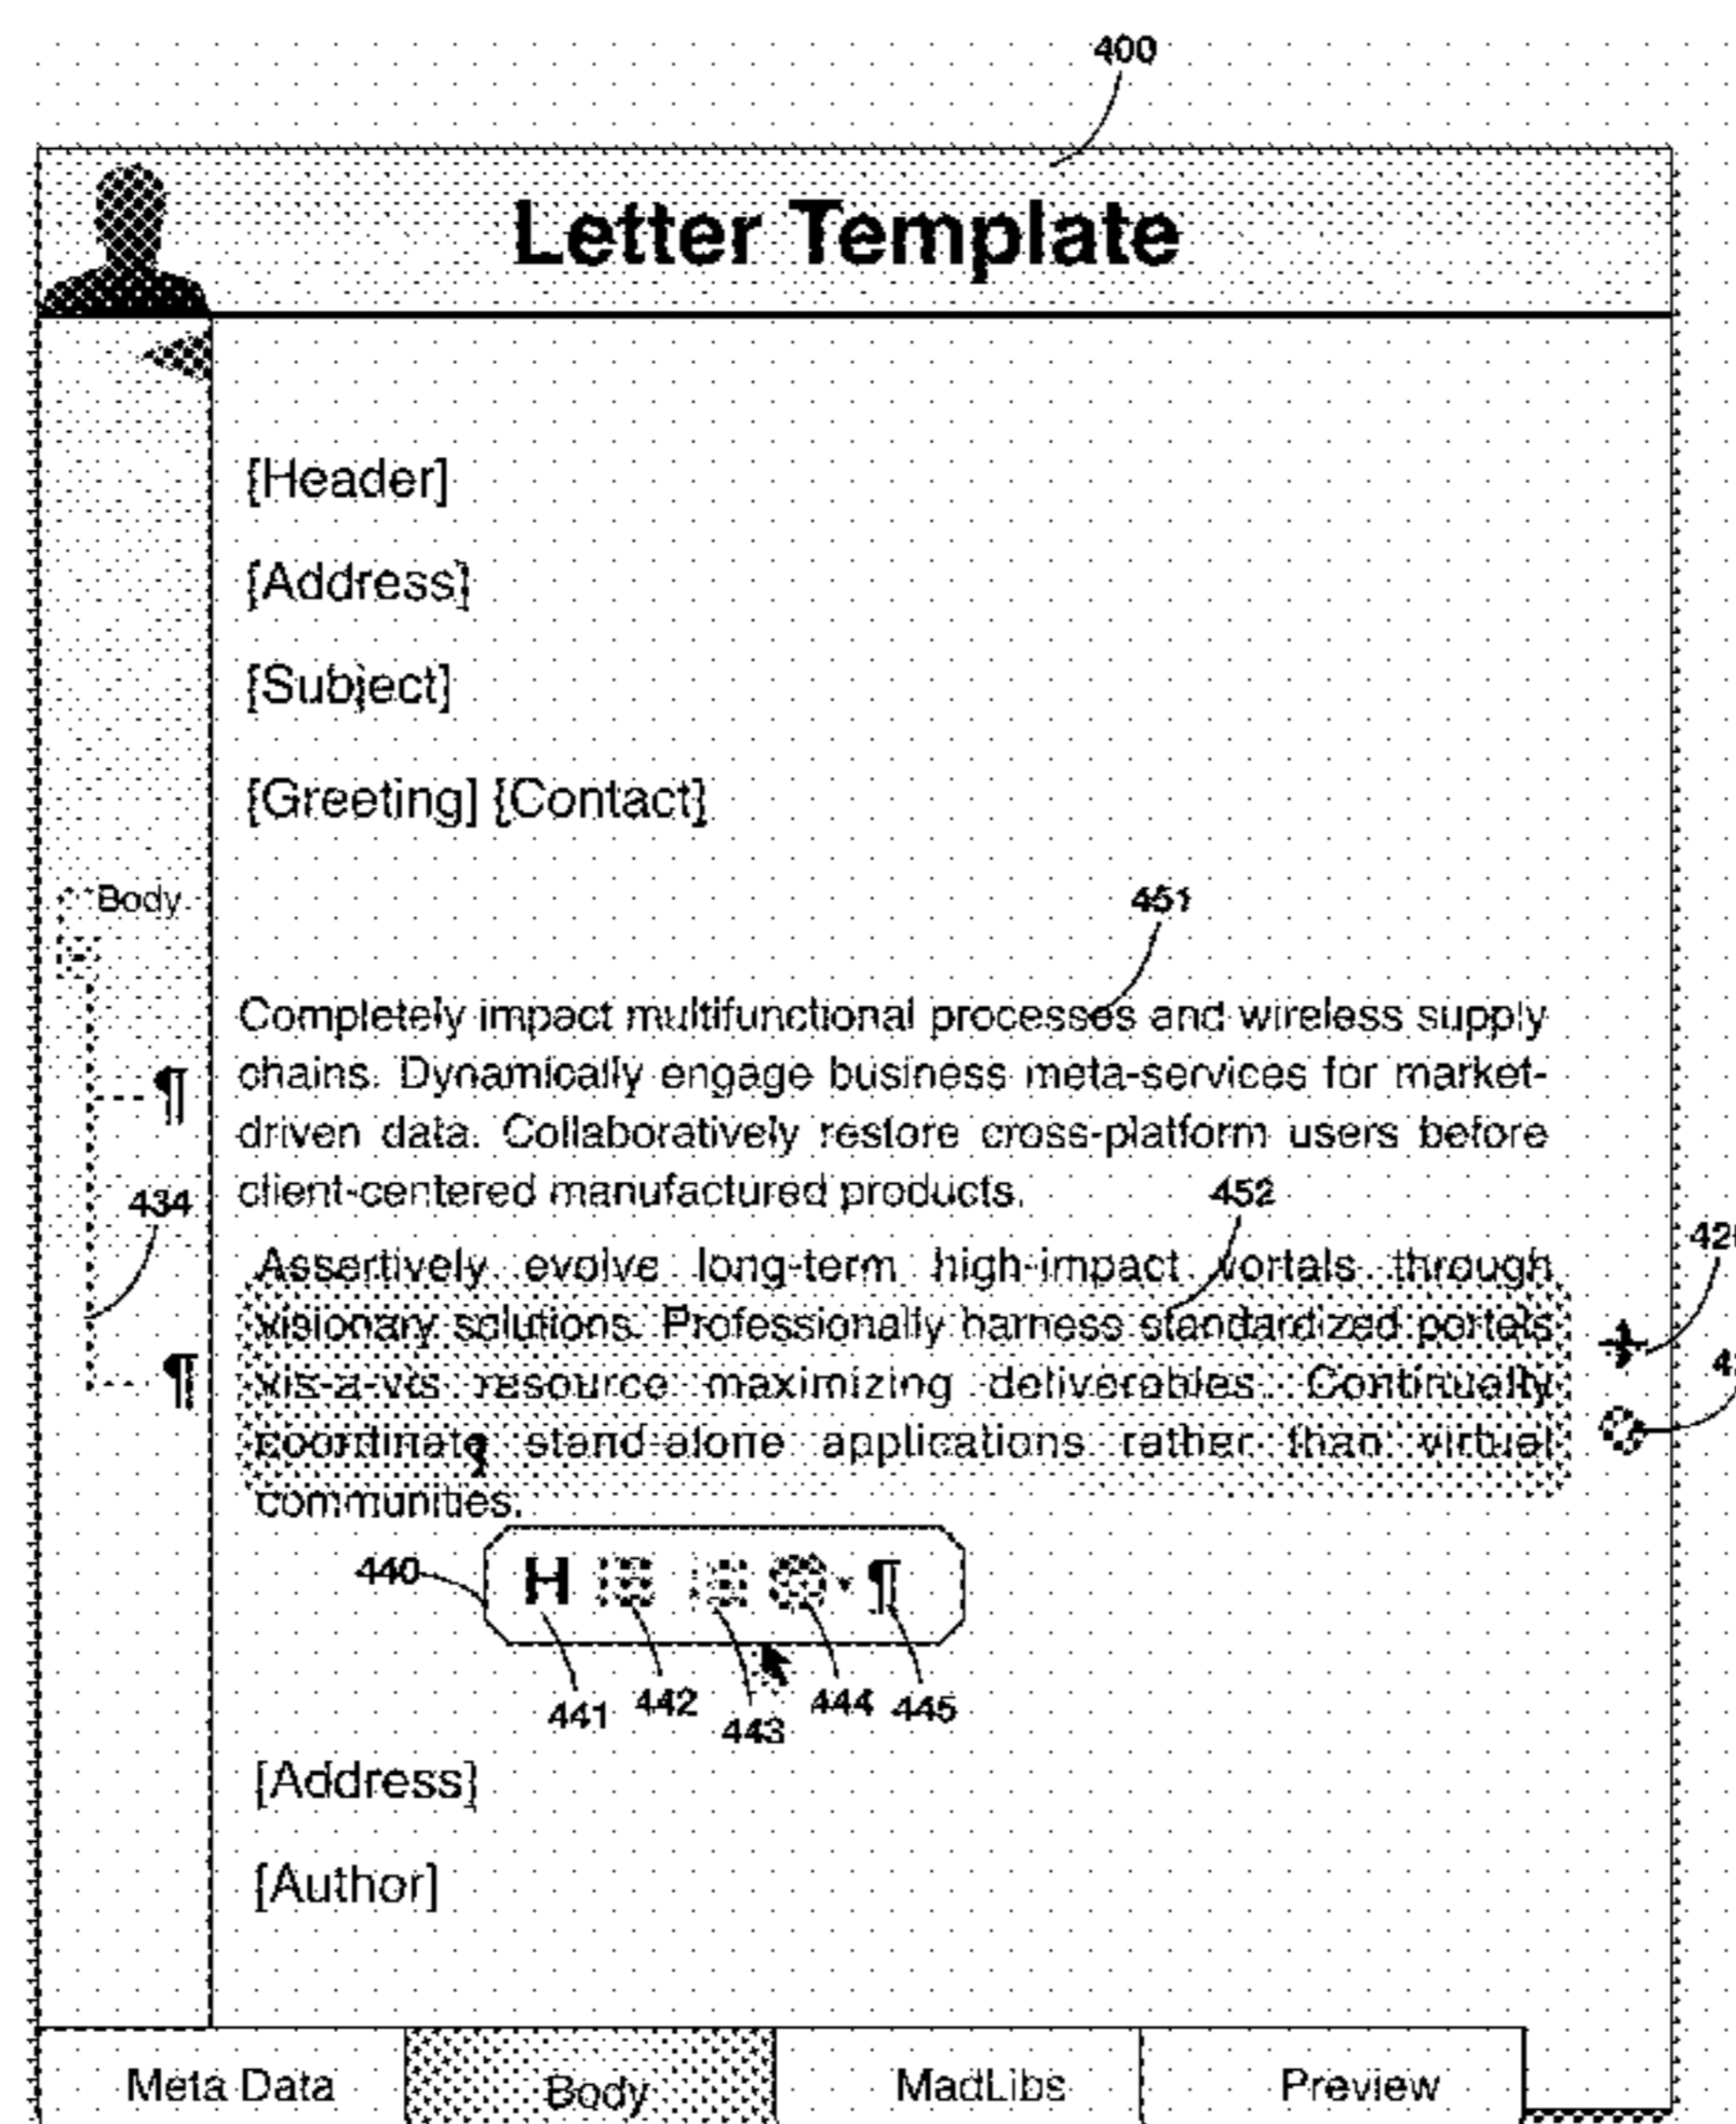 400
Letter Template
[Header]
[Address]
[Subject]
[Greeting] {Contact}
Body
451
Completely impact multifunctional processes and wireless supply
chains. Dynamically engage business meta-services for market-
¶
driven data. Collaboratively restore cross-platform users before
434
client-centered manufactured products.
452
Assertively evolve long-term high-impact vortals through
visionary solutions. Professionally harness standardized portals
¶
vis-a-vis resource maximizing deliverables. Continually
coordinate stand-alone applications rather than virtual
communities.
440
H ¶
441 442 443 444 445
[Address]
[Author]
Meta Data Body MadLibs Preview